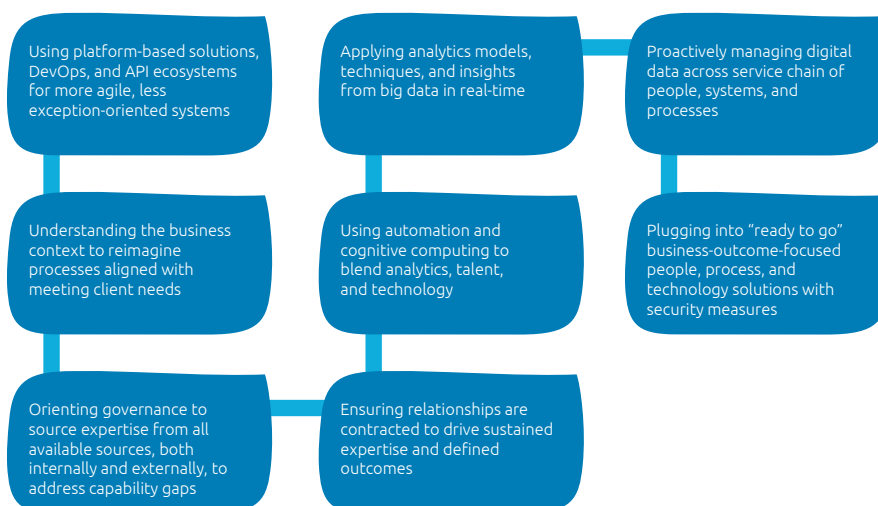 Using platform-based solutions,
DevOps, and API ecosystems
for more agile, less
exception-oriented systems
Understanding the business
context to reimagine
processes aligned with
meeting client needs
Orienting governance to
source expertise from all
available sources, both
internally and externally, to
address capability gaps
Ensuring relationships are
contracted to drive sustained
expertise and defined
outcomes
Using automation and
cognitive computing to
blend analytics, talent,
and technology
Applying analytics models,
techniques, and insights
from big data in real-time
Proactively managing digital
data across service chain of
people, systems, and
processes
Plugging into “ready to go”
business-outcome-focused
people, process, and
technology solutions with
security measures